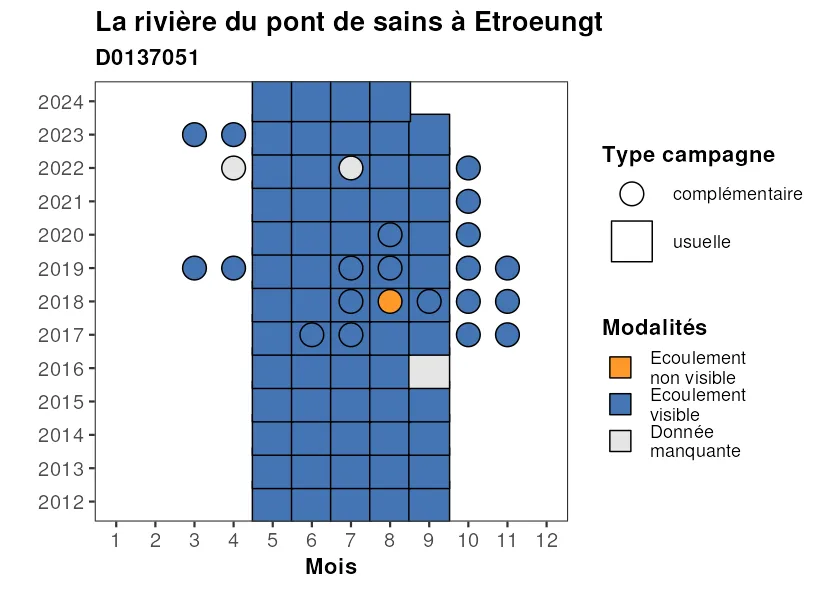 La rivière du pont de sains à Etroeungt
D0137051
2024
2023
2022
2021
2020
2019
2018
2017
2016
2015
2014
2013
2012
1 2 3 4 5 6 7 8 9 10 11 12
Mois
Type campagne
complémentaire
usuelle
Modalités
Ecoulement
non visible
Ecoulement
visible
Donnée
manquante